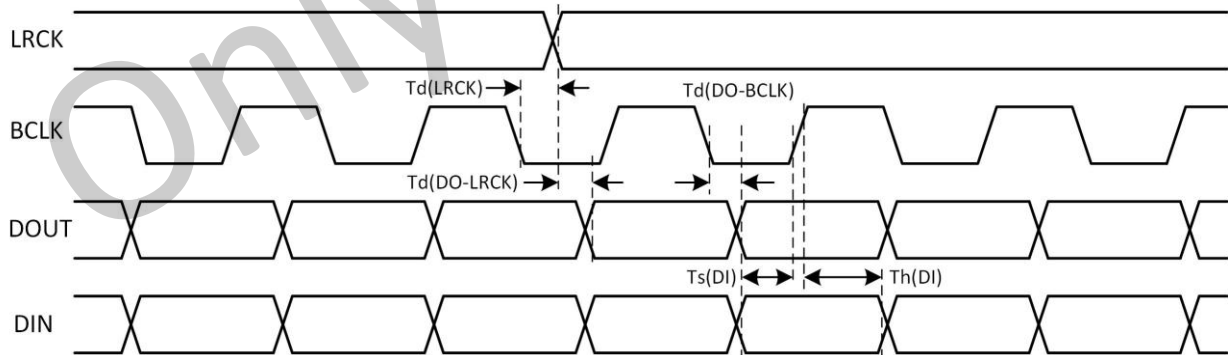 Only
LRCK
Td(LRCK)
Td(DO-BCLK)
BCLK
Td(DO-LRCK)
DOUT
Ts(DI)
Th(DI)
DIN